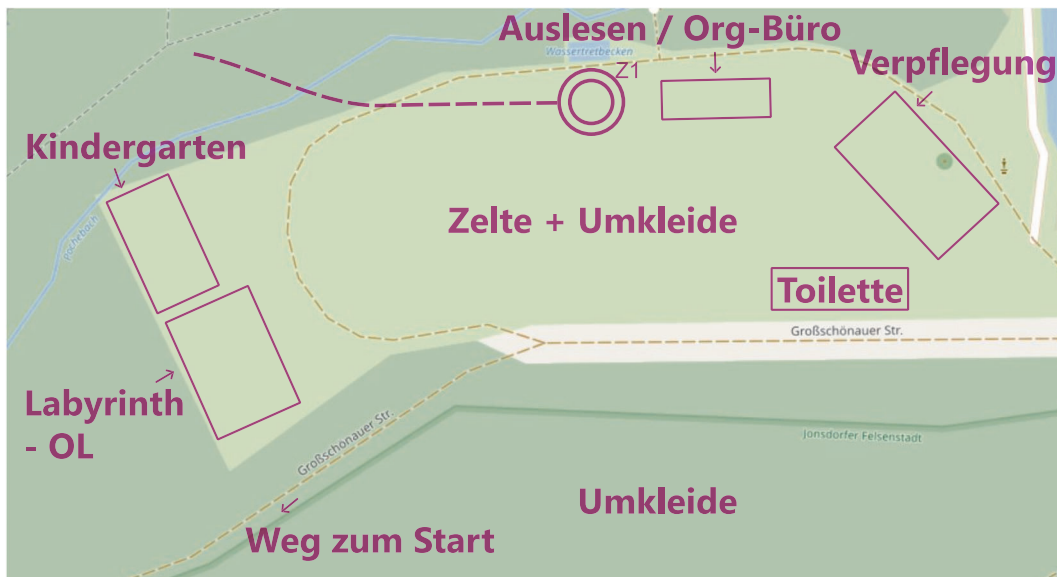 Auslesen / Org-Büro
Wassertretbecken
Z1
Verpflegung
Kindergarten
Pochebach
Zelte + Umkleide
Toilette
Großschönauer Str.
Labyrinth
- OL
Großschönauer Str.
Jonsdorfer Felsenstadt
Umkleide
Weg zum Start